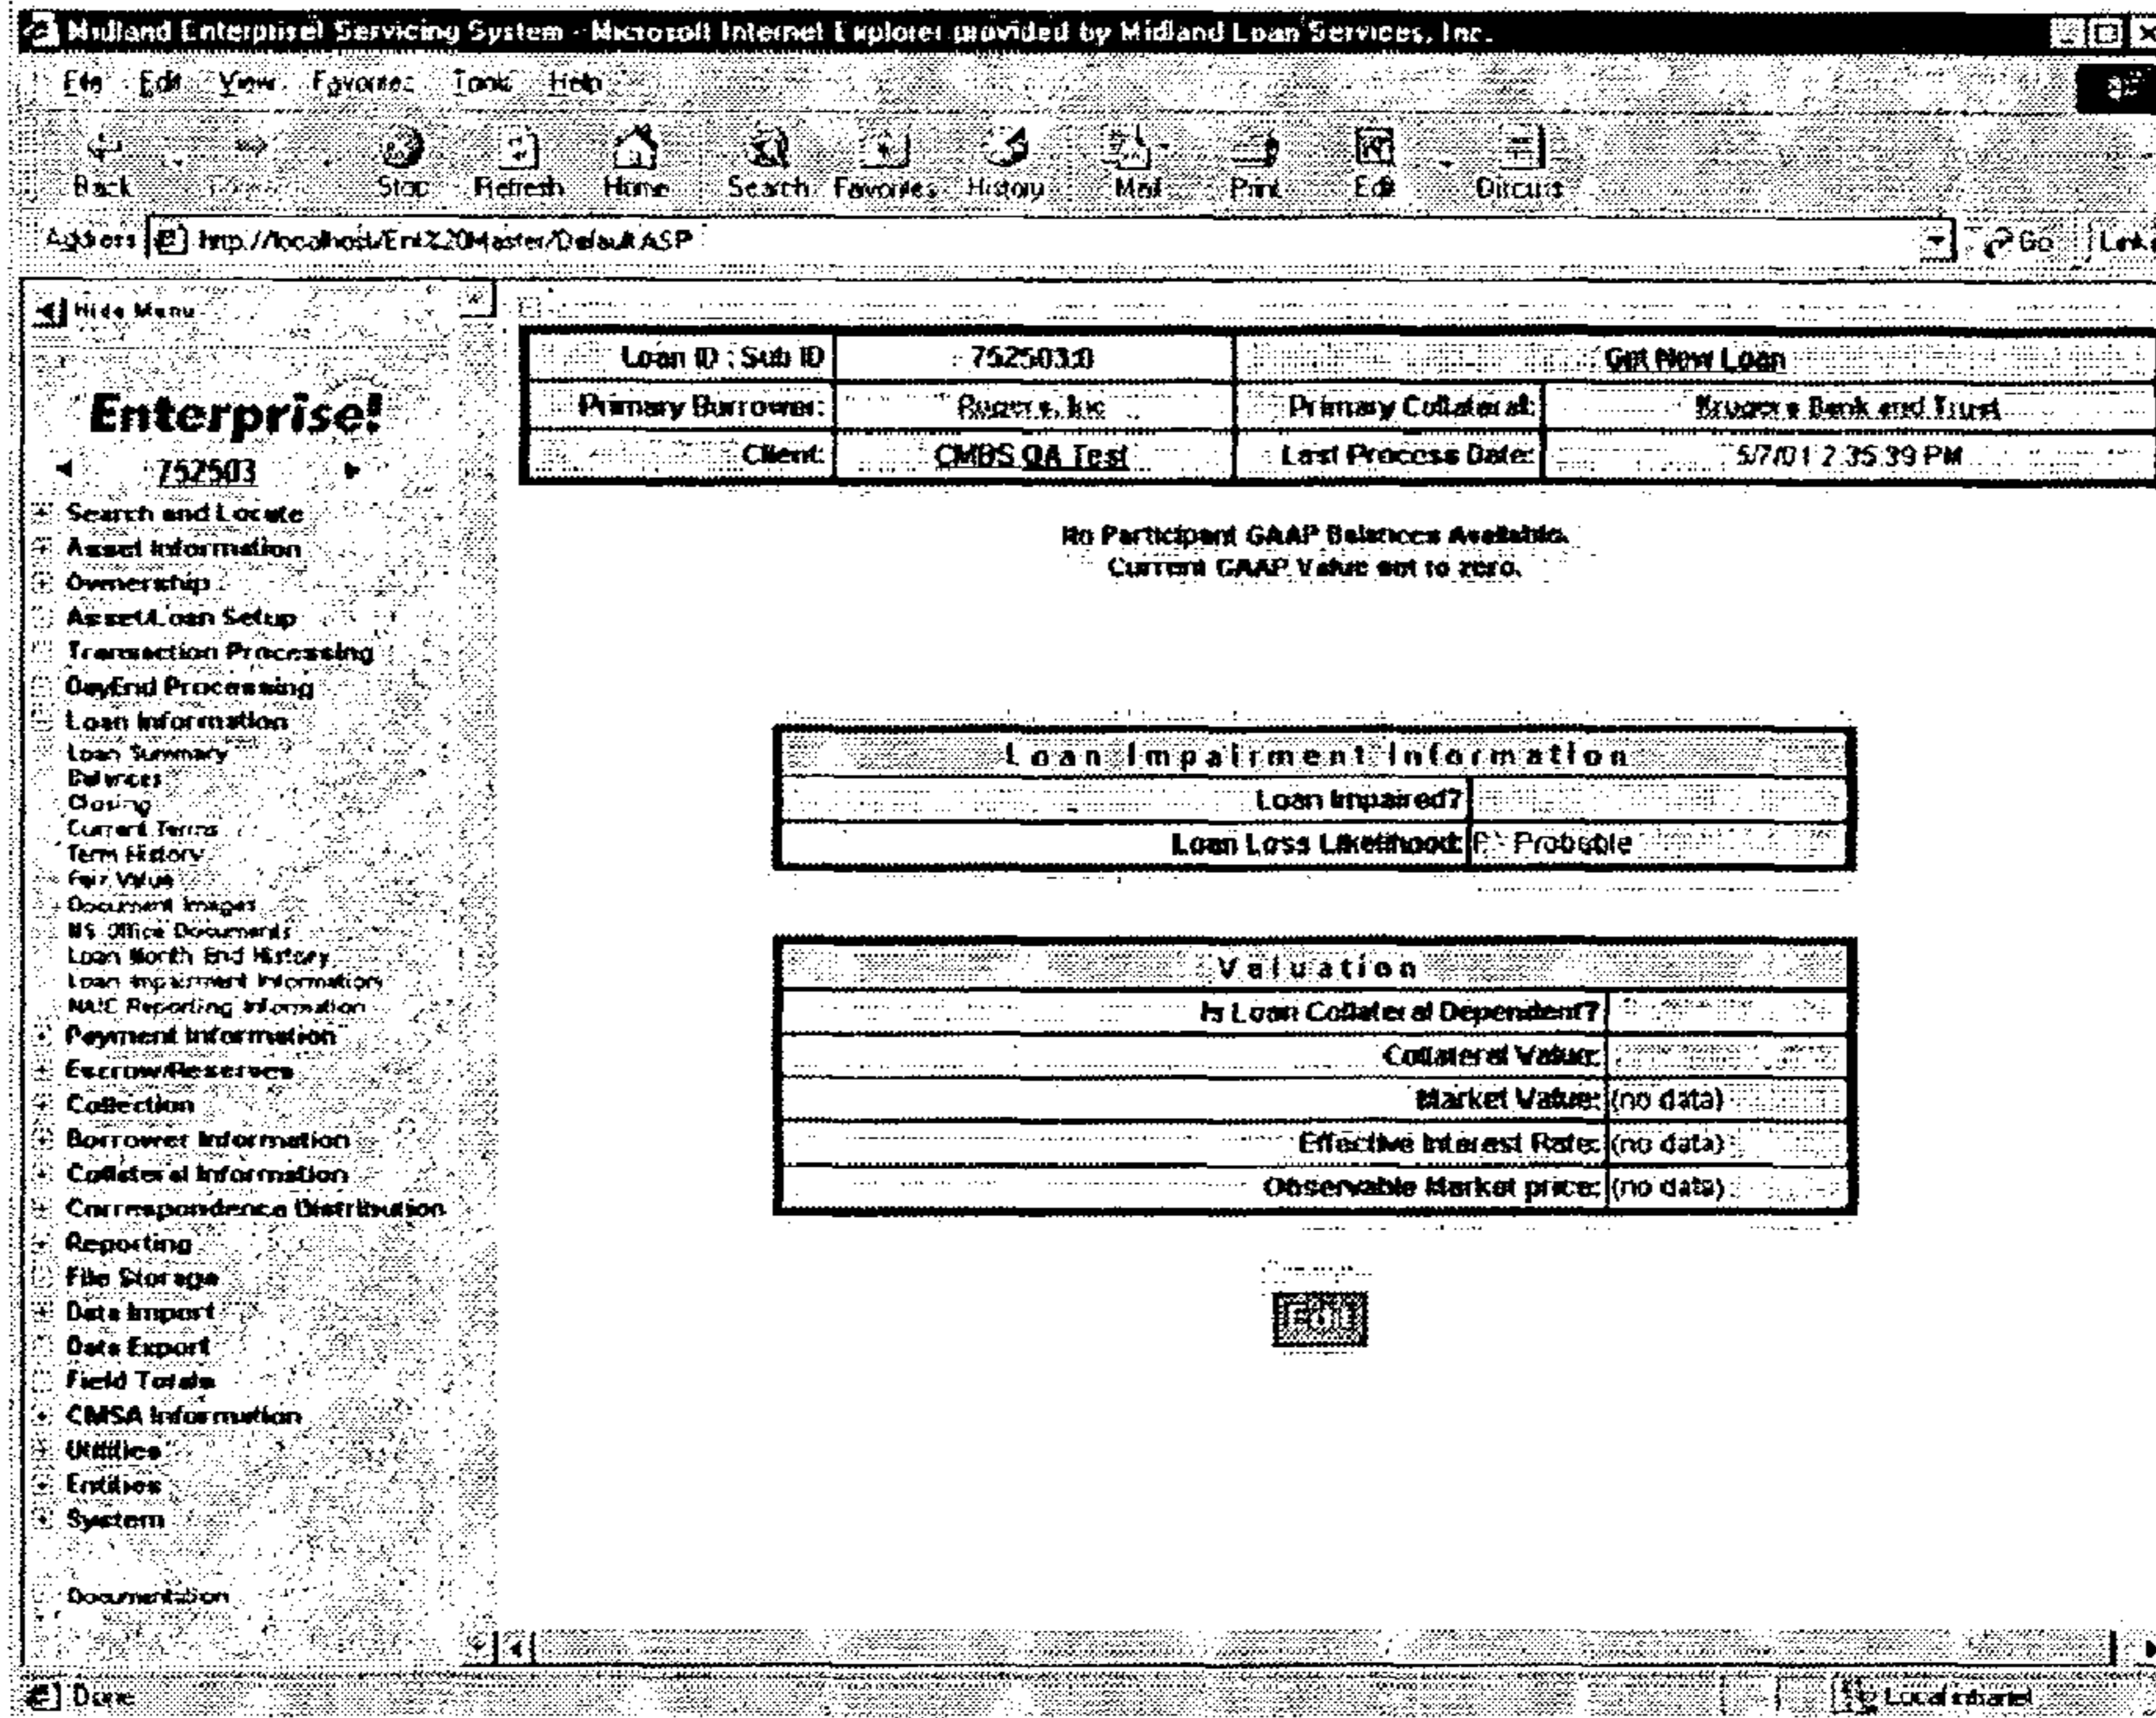 Midland Enterprise! Servicing System - Microsoft Internet Explorer provided by Midland Loan Services, Inc.
File Edit View Favorites Tools Help
Back Stop Refresh Home Search Favorites History Mail Print Edit Discuss
Address http://localhost/Ent%20Master/Default.ASP Go Links
Hide Menu
Enterprise!
752503
Search and Locate
Asset Information
Ownership
Asset/Loan Setup
Transaction Processing
DayEnd Processing
Loan Information
Loan Summary
Balances
Closing
Current Terms
Term History
Fair Value
Document Images
MS Office Documents
Loan Month End History
Loan Impairment Information
NAIC Reporting Information
Payment Information
Escrow/Reserves
Collection
Borrower Information
Collateral Information
Correspondence Distribution
Reporting
File Storage
Data Import
Data Export
Field Totals
CMSA Information
Utilities
Entities
System
Documentation
Loan ID : Sub ID 752503:0 Get New Loan
Primary Borrower: Rogers, Inc Primary Collateral: Bank and Trust
Client: CMBS QA Test Last Process Date: 5/7/01 2:35:39 PM
No Participant GAAP Balances Available.
Current GAAP Value set to zero.
Loan Impairment Information
Loan Impaired?
Loan Loss Likelihood: P - Probable
Valuation
Is Loan Collateral Dependent?
Collateral Value:
Market Value: (no data)
Effective Interest Rate: (no data)
Observable Market price: (no data)
Edit
Done Local intranet